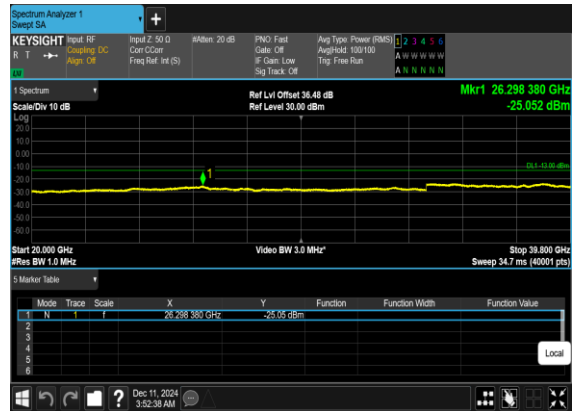 Spectrum Analyzer 1
Swept SA
+
KEYSIGHT Input: RF Input Z: 50 Ω #Atten: 20 dB PNO: Fast Avg Type: Power (RMS) 1 2 3 4 5 6
R T Coupling: DC Corr CCorr Gate: Off Avg|Hold: 100/100 A W W W W W
Align: Off Freq Ref: Int (S) IF Gain: Low Trig: Free Run A N N N N N
Sig Track: Off
1 Spectrum Ref Lvl Offset 36.48 dB Mkr1 26.298 380 GHz
Scale/Div 10 dB Ref Level 30.00 dBm -25.052 dBm
Log
20.0
10.0
0.00
-10.0
DL1 -13.00 dBm
1
-20.0
-30.0
-40.0
-50.0
-60.0
Start 20.000 GHz Video BW 3.0 MHz* Stop 39.800 GHz
#Res BW 1.0 MHz Sweep 34.7 ms (40001 pts)
5 Marker Table
Mode Trace Scale X Y Function Function Width Function Value
1 N 1 f 26.298 380 GHz -25.05 dBm
2
3
4
5
6
Local
? Dec 11, 2024
3:52:38 AM